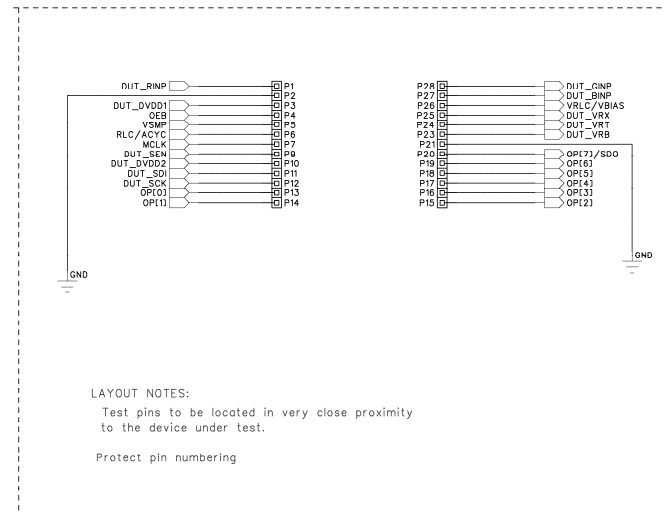 DUT_RINP P1
P2
DUT_DVDD1 P3
OEB P4
VSMP P5
RLC/ACYC P6
MCLK P7
DUT_SEN P9
DUT_DVDD2 P10
DUT_SDI P11
DUT_SCK P12
OP[0] P13
OP[1] P14
GND
P28 DUT_GINP
P27 DUT_BINP
P26 VRLC/VBIAS
P25 DUT_VRX
P24 DUT_VRT
P23 DUT_VRB
P21
P20 OP[7]/SDO
P19 OP[6]
P18 OP[5]
P17 OP[4]
P16 OP[3]
P15 OP[2]
GND
LAYOUT NOTES:
Test pins to be located in very close proximity
to the device under test.
Protect pin numbering